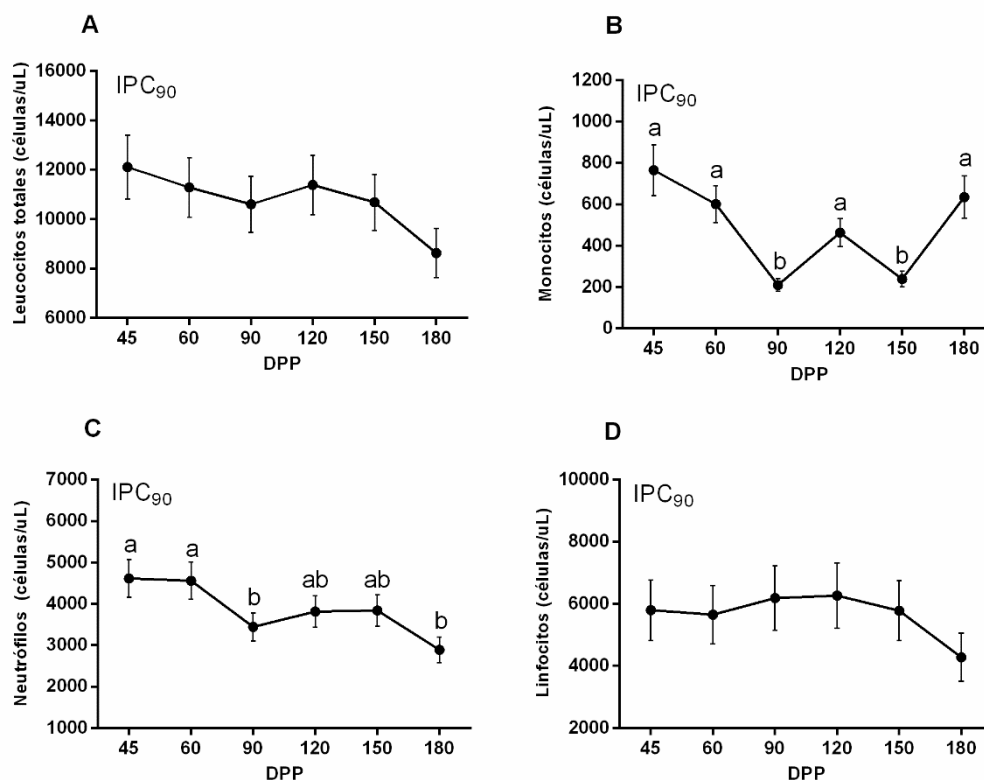 A
Leucocitos totales (células/uL)
16000
14000
12000
10000
8000
6000
IPC90
45 60 90 120 150 180
DPP
B
Monocitos (células/uL)
1200
1000
800
600
400
200
0
IPC90
a a b a b a
45 60 90 120 150 180
DPP
C
Neutrófilos (células/uL)
7000
6000
5000
4000
3000
2000
1000
IPC90
a a b ab ab b
45 60 90 120 150 180
DPP
D
Linfocitos (células/uL)
10000
8000
6000
4000
2000
IPC90
45 60 90 120 150 180
DPP